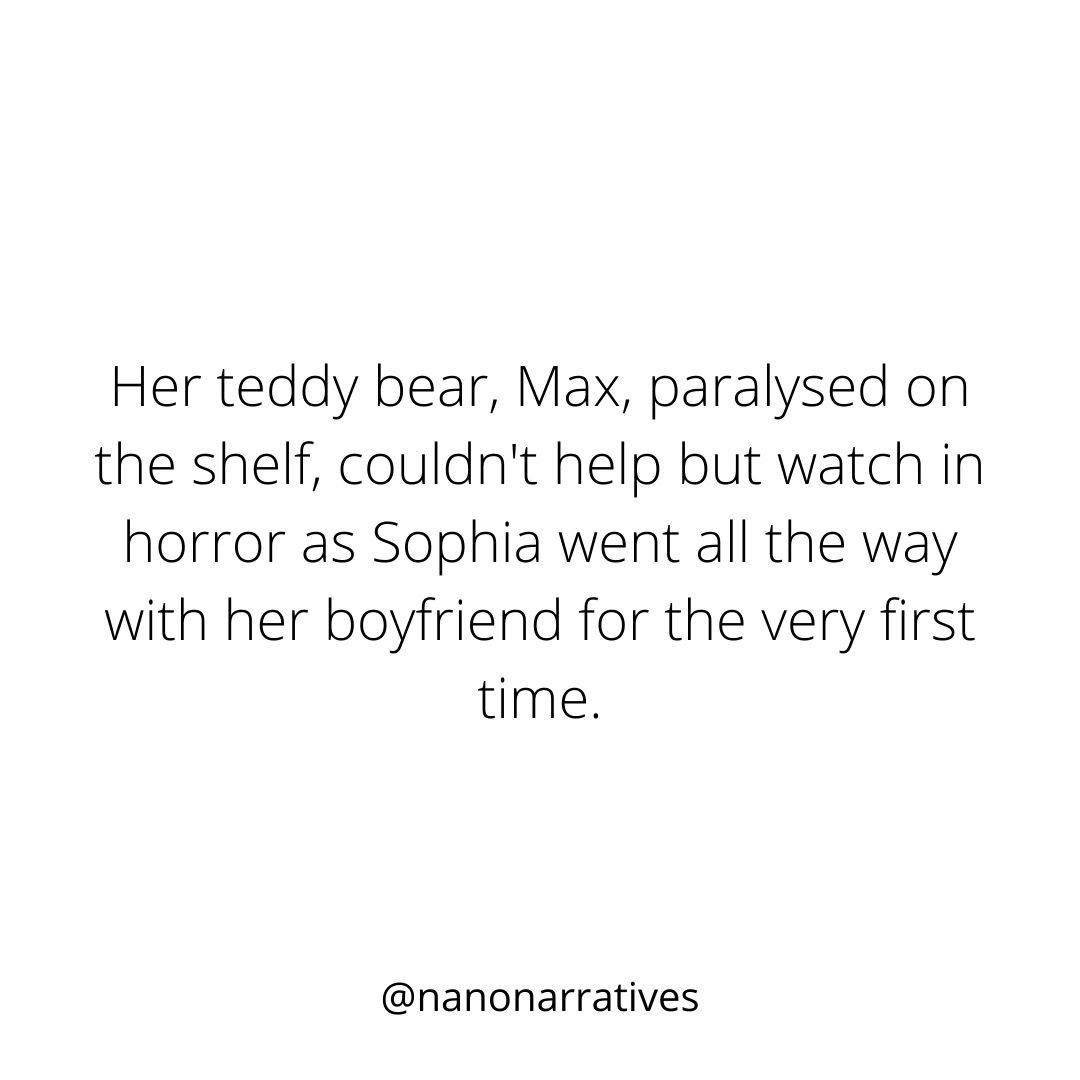 Her teddy bear, Max, paralysed on
the shelf, couldn't help but watch in
horror as Sophia went all the way
with her boyfriend for the very first
time.
@nanonarratives